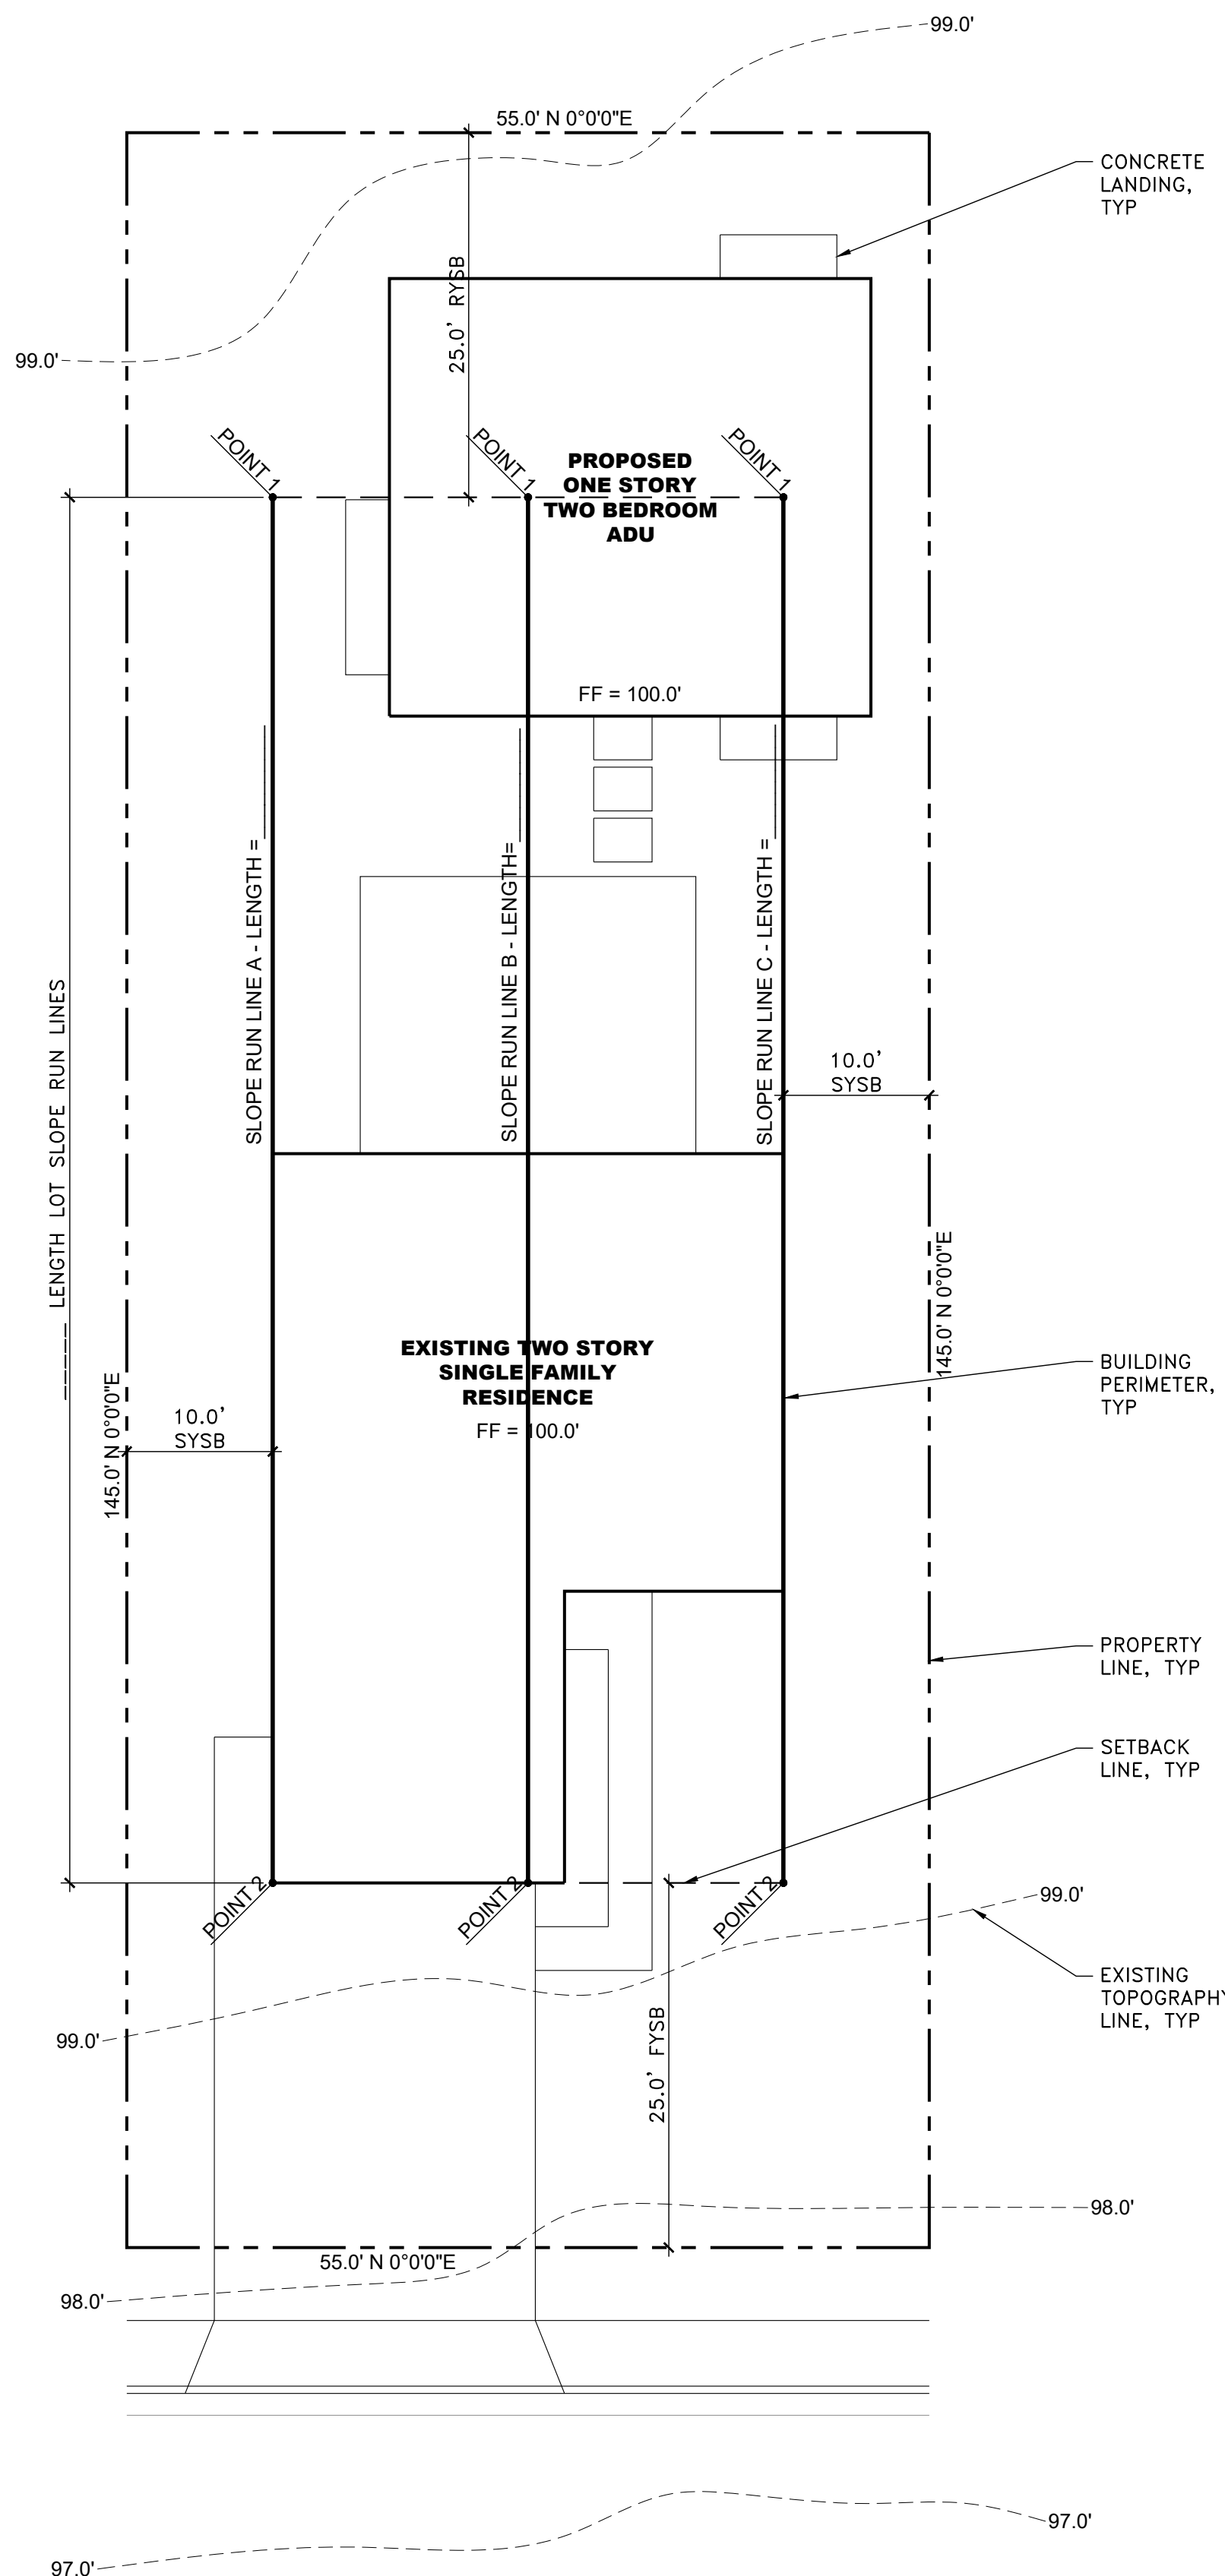 99.0'
55.0' N 0°0'0"E
CONCRETE
LANDING,
TYP
25.0' RYSB
99.0'
POINT 1
POINT 1
POINT 1
PROPOSED
ONE STORY
TWO BEDROOM
ADU
FF = 100.0'
SLOPE RUN LINE A - LENGTH =
SLOPE RUN LINE B - LENGTH=
SLOPE RUN LINE C - LENGTH =
______ LENGTH LOT SLOPE RUN LINES
10.0'
SYSB
145.0' N 0°0'0"E
EXISTING TWO STORY
SINGLE FAMILY
RESIDENCE
FF = 100.0'
BUILDING
PERIMETER,
TYP
10.0'
SYSB
145.0' N 0°0'0"E
PROPERTY
LINE, TYP
SETBACK
LINE, TYP
POINT 2
POINT 2
POINT 2
99.0'
EXISTING
TOPOGRAPHY
LINE, TYP
99.0'
25.0' FYSB
98.0'
55.0' N 0°0'0"E
98.0'
97.0'
97.0'